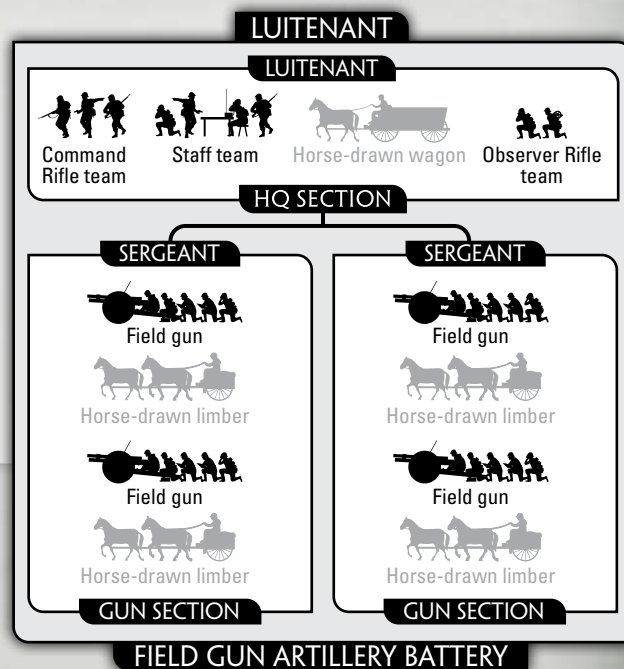 LUITENANT
LUITENANT
Command
Rifle team
Staff team
Horse-drawn wagon
Observer Rifle
team
HQ SECTION
SERGEANT
Field gun
Horse-drawn limber
Field gun
Horse-drawn limber
GUN SECTION
SERGEANT
Field gun
Horse-drawn limber
Field gun
Horse-drawn limber
GUN SECTION
FIELD GUN ARTILLERY BATTERY